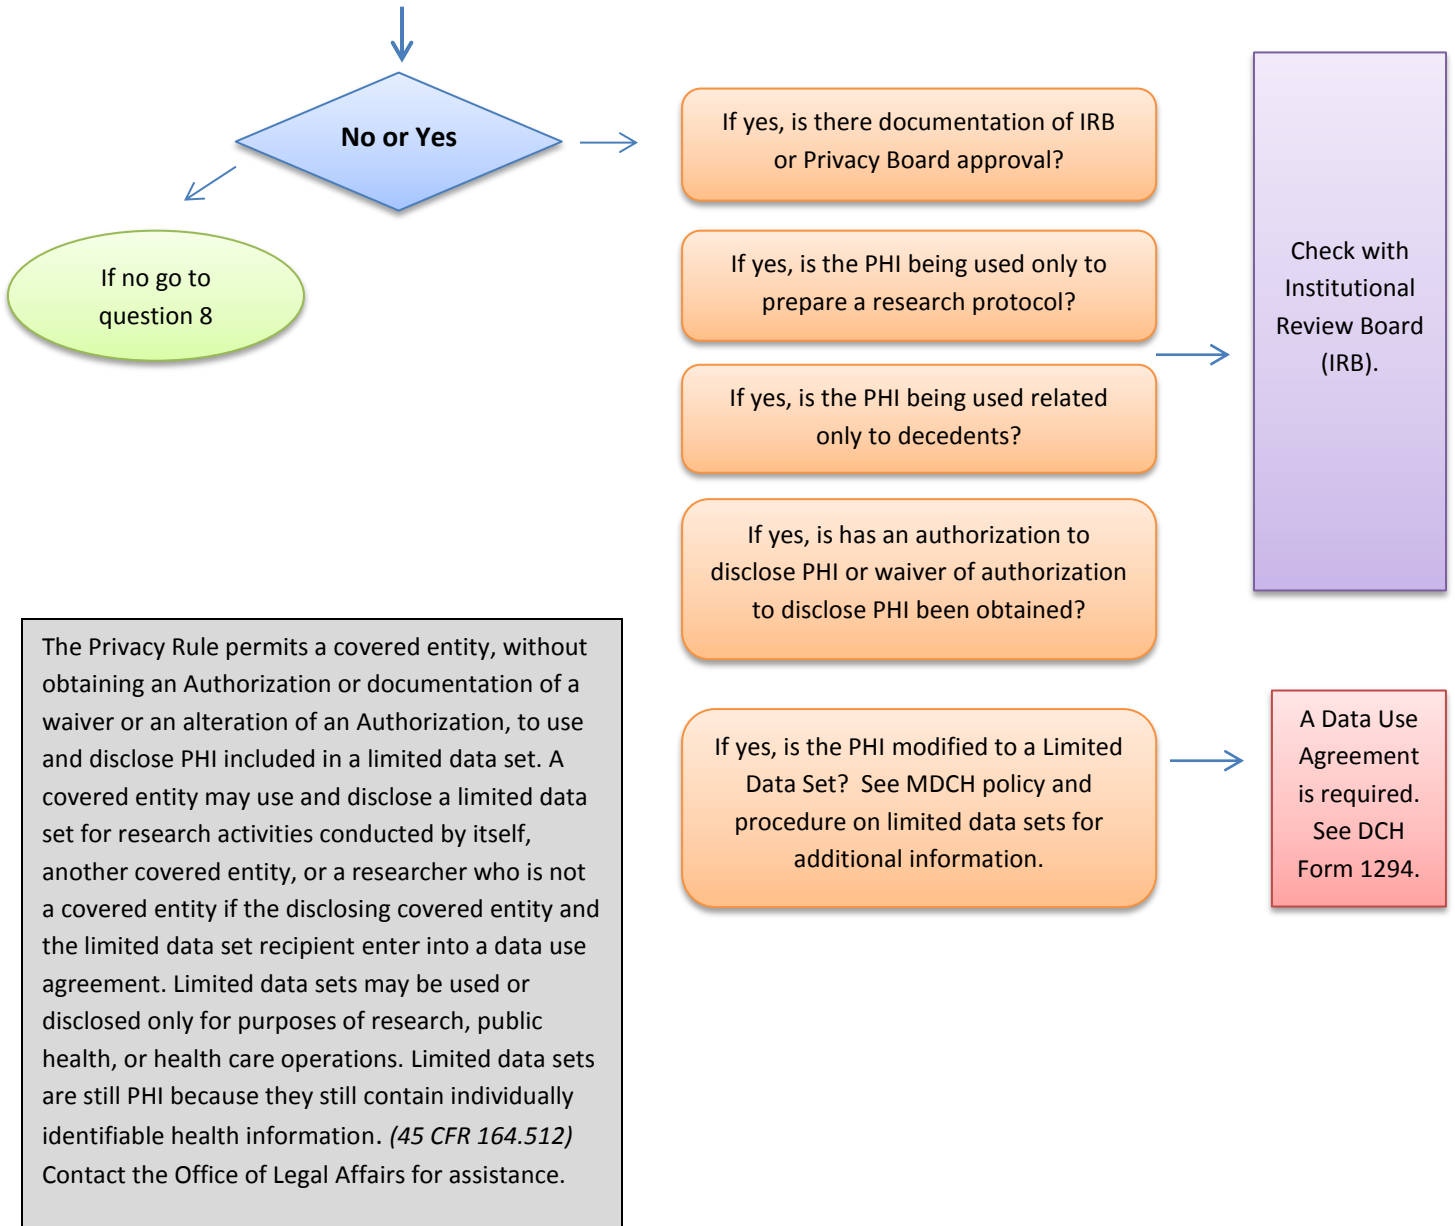 No or Yes
If no go to
question 8
If yes, is there documentation of IRB
or Privacy Board approval?
If yes, is the PHI being used only to
prepare a research protocol?
If yes, is the PHI being used related
only to decedents?
If yes, is has an authorization to
disclose PHI or waiver of authorization
to disclose PHI been obtained?
Check with
Institutional
Review Board
(IRB).
If yes, is the PHI modified to a Limited
Data Set?  See MDCH policy and
procedure on limited data sets for
additional information.
A Data Use
Agreement
is required.
See DCH
Form 1294.
The Privacy Rule permits a covered entity, without
obtaining an Authorization or documentation of a
waiver or an alteration of an Authorization, to use
and disclose PHI included in a limited data set. A
covered entity may use and disclose a limited data
set for research activities conducted by itself,
another covered entity, or a researcher who is not
a covered entity if the disclosing covered entity and
the limited data set recipient enter into a data use
agreement. Limited data sets may be used or
disclosed only for purposes of research, public
health, or health care operations. Limited data sets
are still PHI because they still contain individually
identifiable health information. (45 CFR 164.512)
Contact the Office of Legal Affairs for assistance.